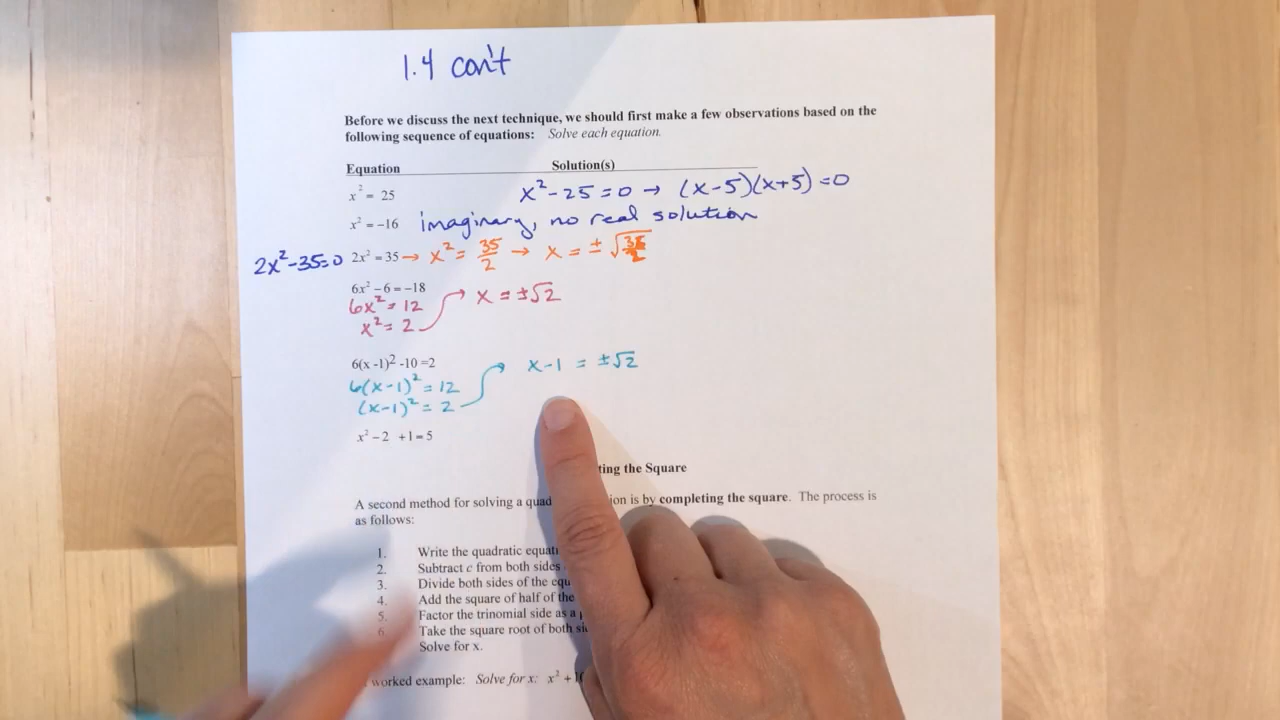 1.4 con't
Before we discuss the next technique, we should first make a few observations based on the
following sequence of equations: Solve each equation.
Equation Solution(s)
x² = 25 x²-25=0 → (x-5)(x+5)=0
x² = -16 imaginary, no real solution
2x²-35=0 2x² = 35 → x² = 35/2 → x = ±√35/2
6x² - 6 = -18
6x² = 12 x = ±√2
x² = 2
6(x -1)² -10 =2 x-1 = ±√2
6(x-1)² = 12
(x-1)² = 2
x² - 2 +1 = 5
ting the Square
A second method for solving a quad ion is by completing the square. The process is
as follows:
1. Write the quadratic equati
2. Subtract c from both sides
3. Divide both sides of the equ
4. Add the square of half of the
5. Factor the trinomial side as a
6. Take the square root of both si
Solve for x.
worked example: Solve for x: x² + 1